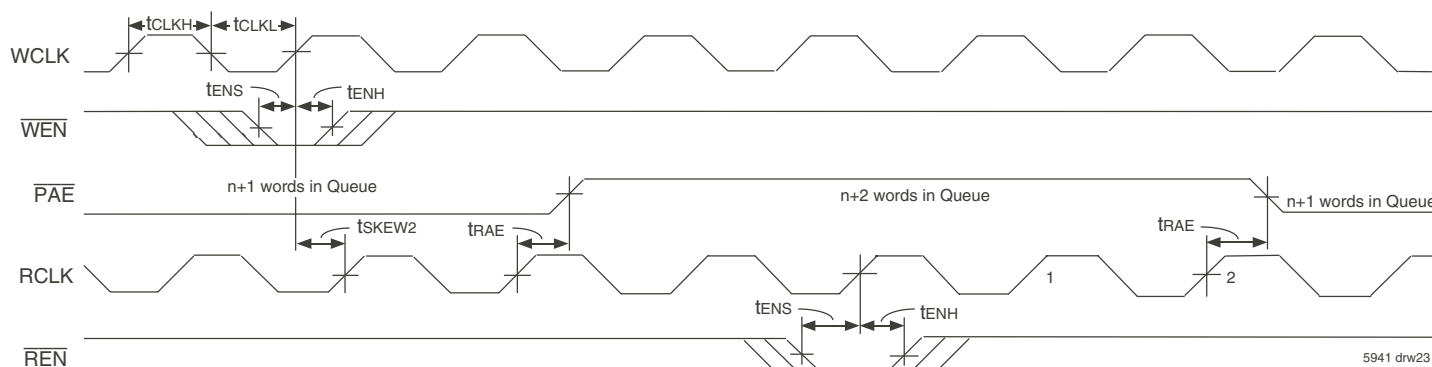 tCLKH tCLKL
WCLK
tENS tENH
WEN
n+1 words in Queue
PAE
n+2 words in Queue
n+1 words in Queue
tSKEW2
tRAE
tRAE
RCLK
1 2
tENS
tENH
REN
5941 drw23